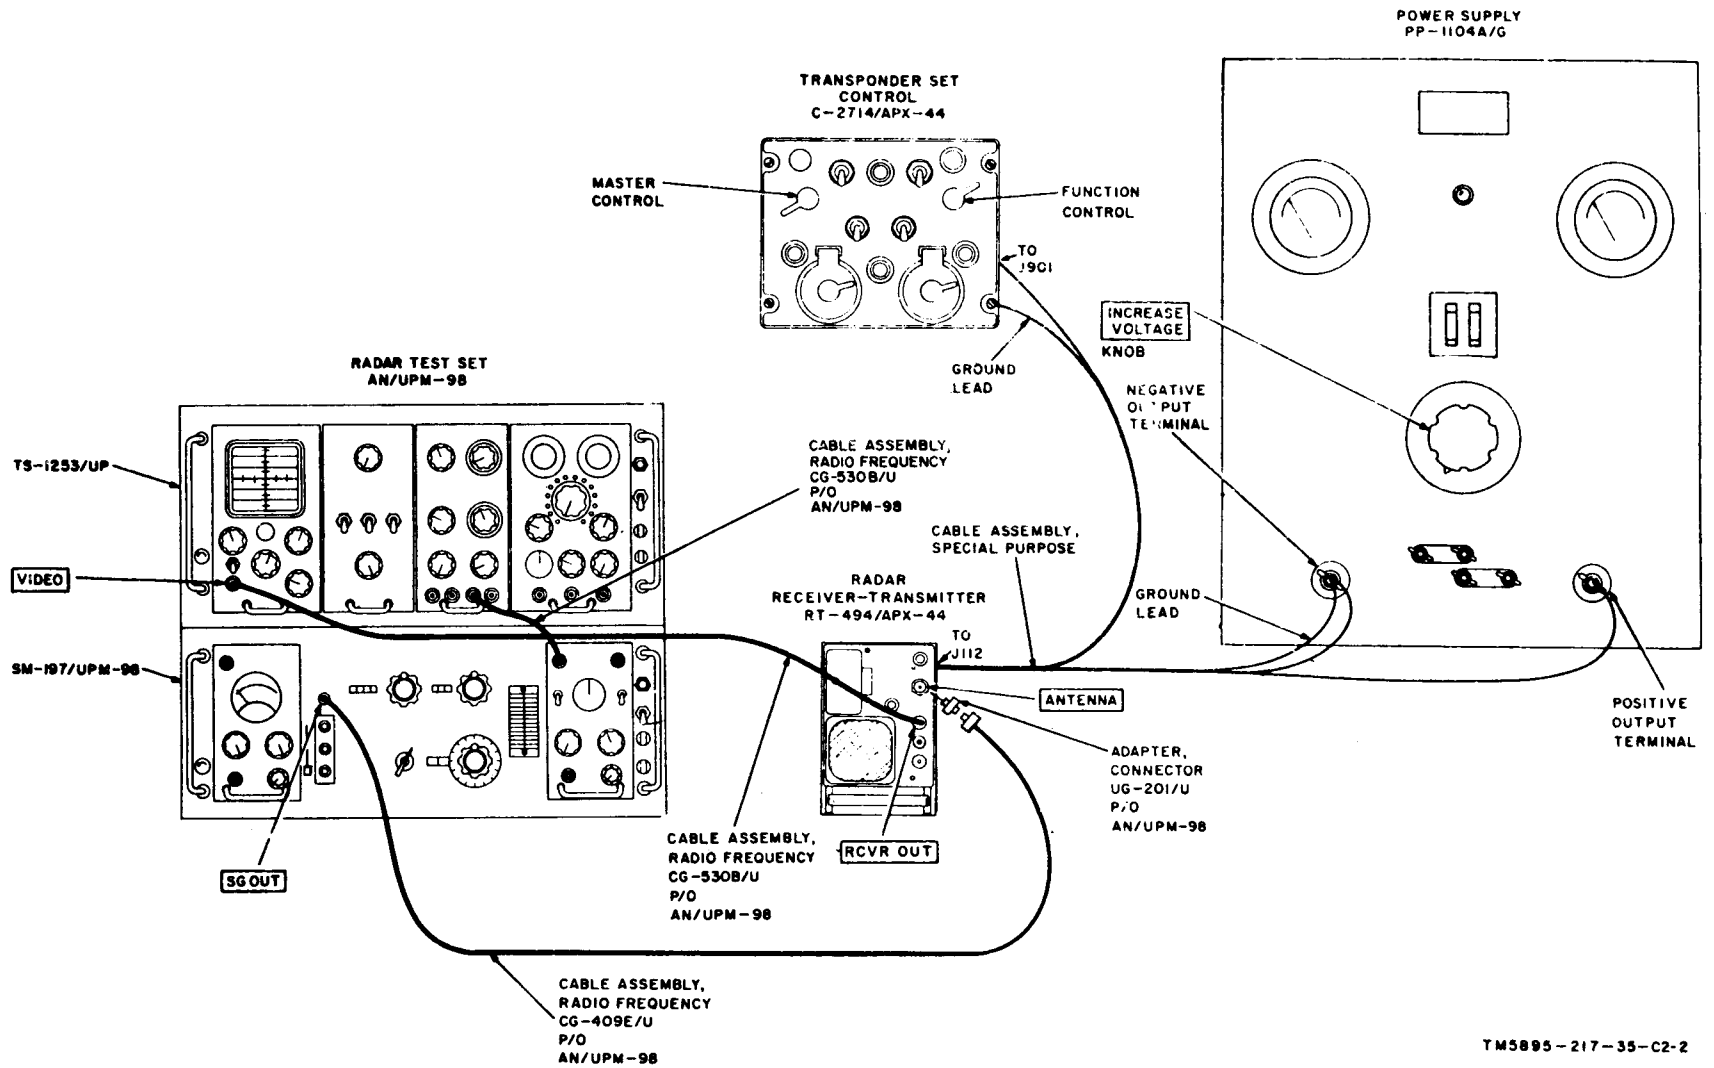 POWER SUPPLY
PP-1104A/G
TRANSPONDER SET
CONTROL
C-2714/APX-44
MASTER
CONTROL
FUNCTION
CONTROL
TO
J901
INCREASE
VOLTAGE
KNOB
GROUND
LEAD
NEGATIVE
OUTPUT
TERMINAL
RADAR TEST SET
AN/UPM-98
TS-1253/UP
CABLE ASSEMBLY,
RADIO FREQUENCY
CG-530B/U
P/O
AN/UPM-98
CABLE ASSEMBLY,
SPECIAL PURPOSE
VIDEO
RADAR
RECEIVER-TRANSMITTER
RT-494/APX-44
GROUND
LEAD
TO
J112
SM-197/UPM-98
ANTENNA
POSITIVE
OUTPUT
TERMINAL
ADAPTER,
CONNECTOR
UG-201/U
P/O
AN/UPM-98
CABLE ASSEMBLY,
RADIO FREQUENCY
CG-530B/U
P/O
AN/UPM-98
RCVR OUT
SG OUT
CABLE ASSEMBLY,
RADIO FREQUENCY
CG-409E/U
P/O
AN/UPM-98
TM5895-217-35-C2-2